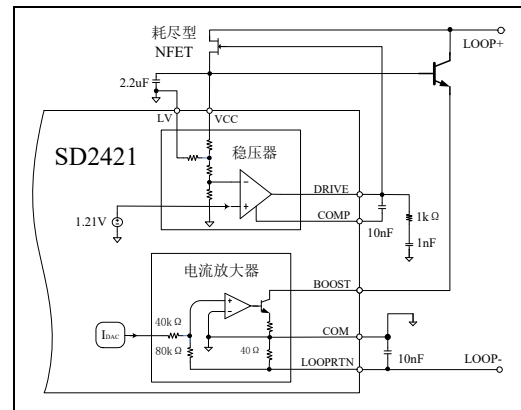 耗尽型
NFET
LOOP+
2.2uF
LV
VCC
SD2421
稳压器
DRIVE
COMP
1.21V
10nF
1kΩ
1nF
电流放大器
BOOST
IDAC
40kΩ
80kΩ
40Ω
COM
LOOPRTN
10nF
LOOP-